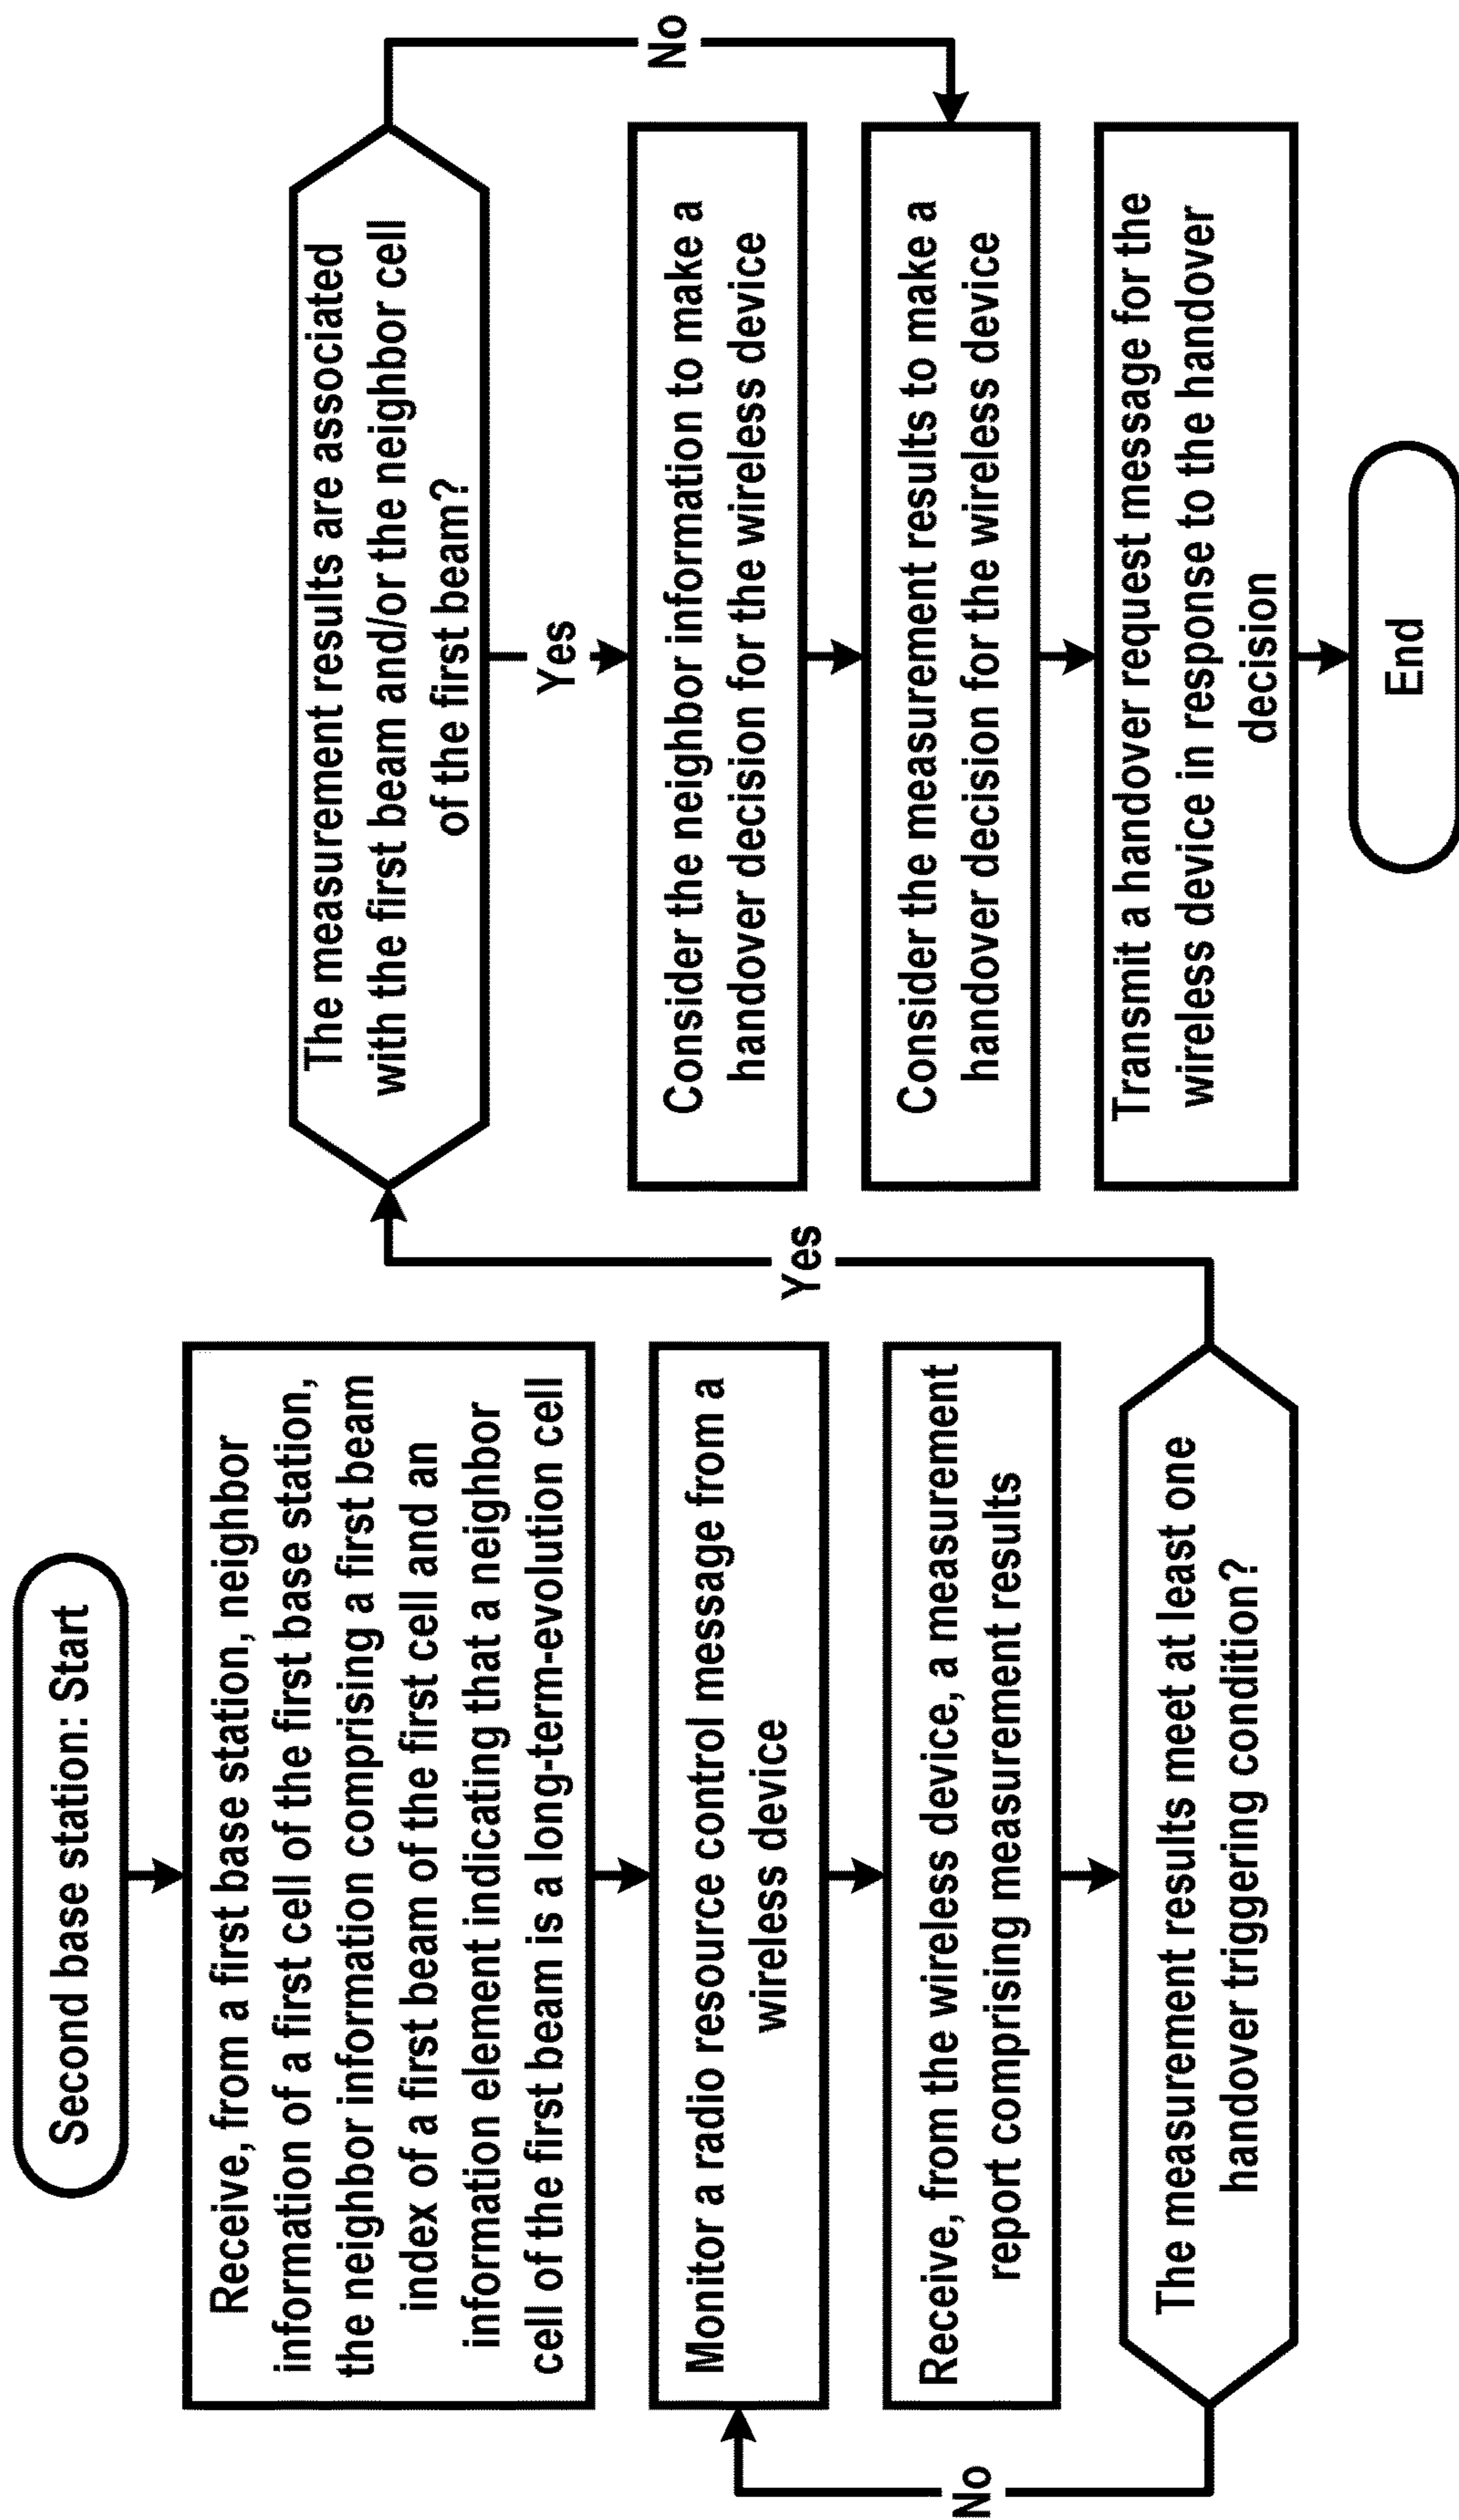 Second base station: Start
Receive, from a first base station, neighbor
information of a first cell of the first base station,
the neighbor information comprising a first beam
index of a first beam of the first cell and an
information element indicating that a neighbor
cell of the first beam is a long-term-evolution cell
Monitor a radio resource control message from a
wireless device
Receive, from the wireless device, a measurement
report comprising measurement results
The measurement results meet at least one
handover triggering condition?
No
Yes
The measurement results are associated
with the first beam and/or the neighbor cell
of the first beam?
No
Yes
Consider the neighbor information to make a
handover decision for the wireless device
Consider the measurement results to make a
handover decision for the wireless device
Transmit a handover request message for the
wireless device in response to the handover
decision
End